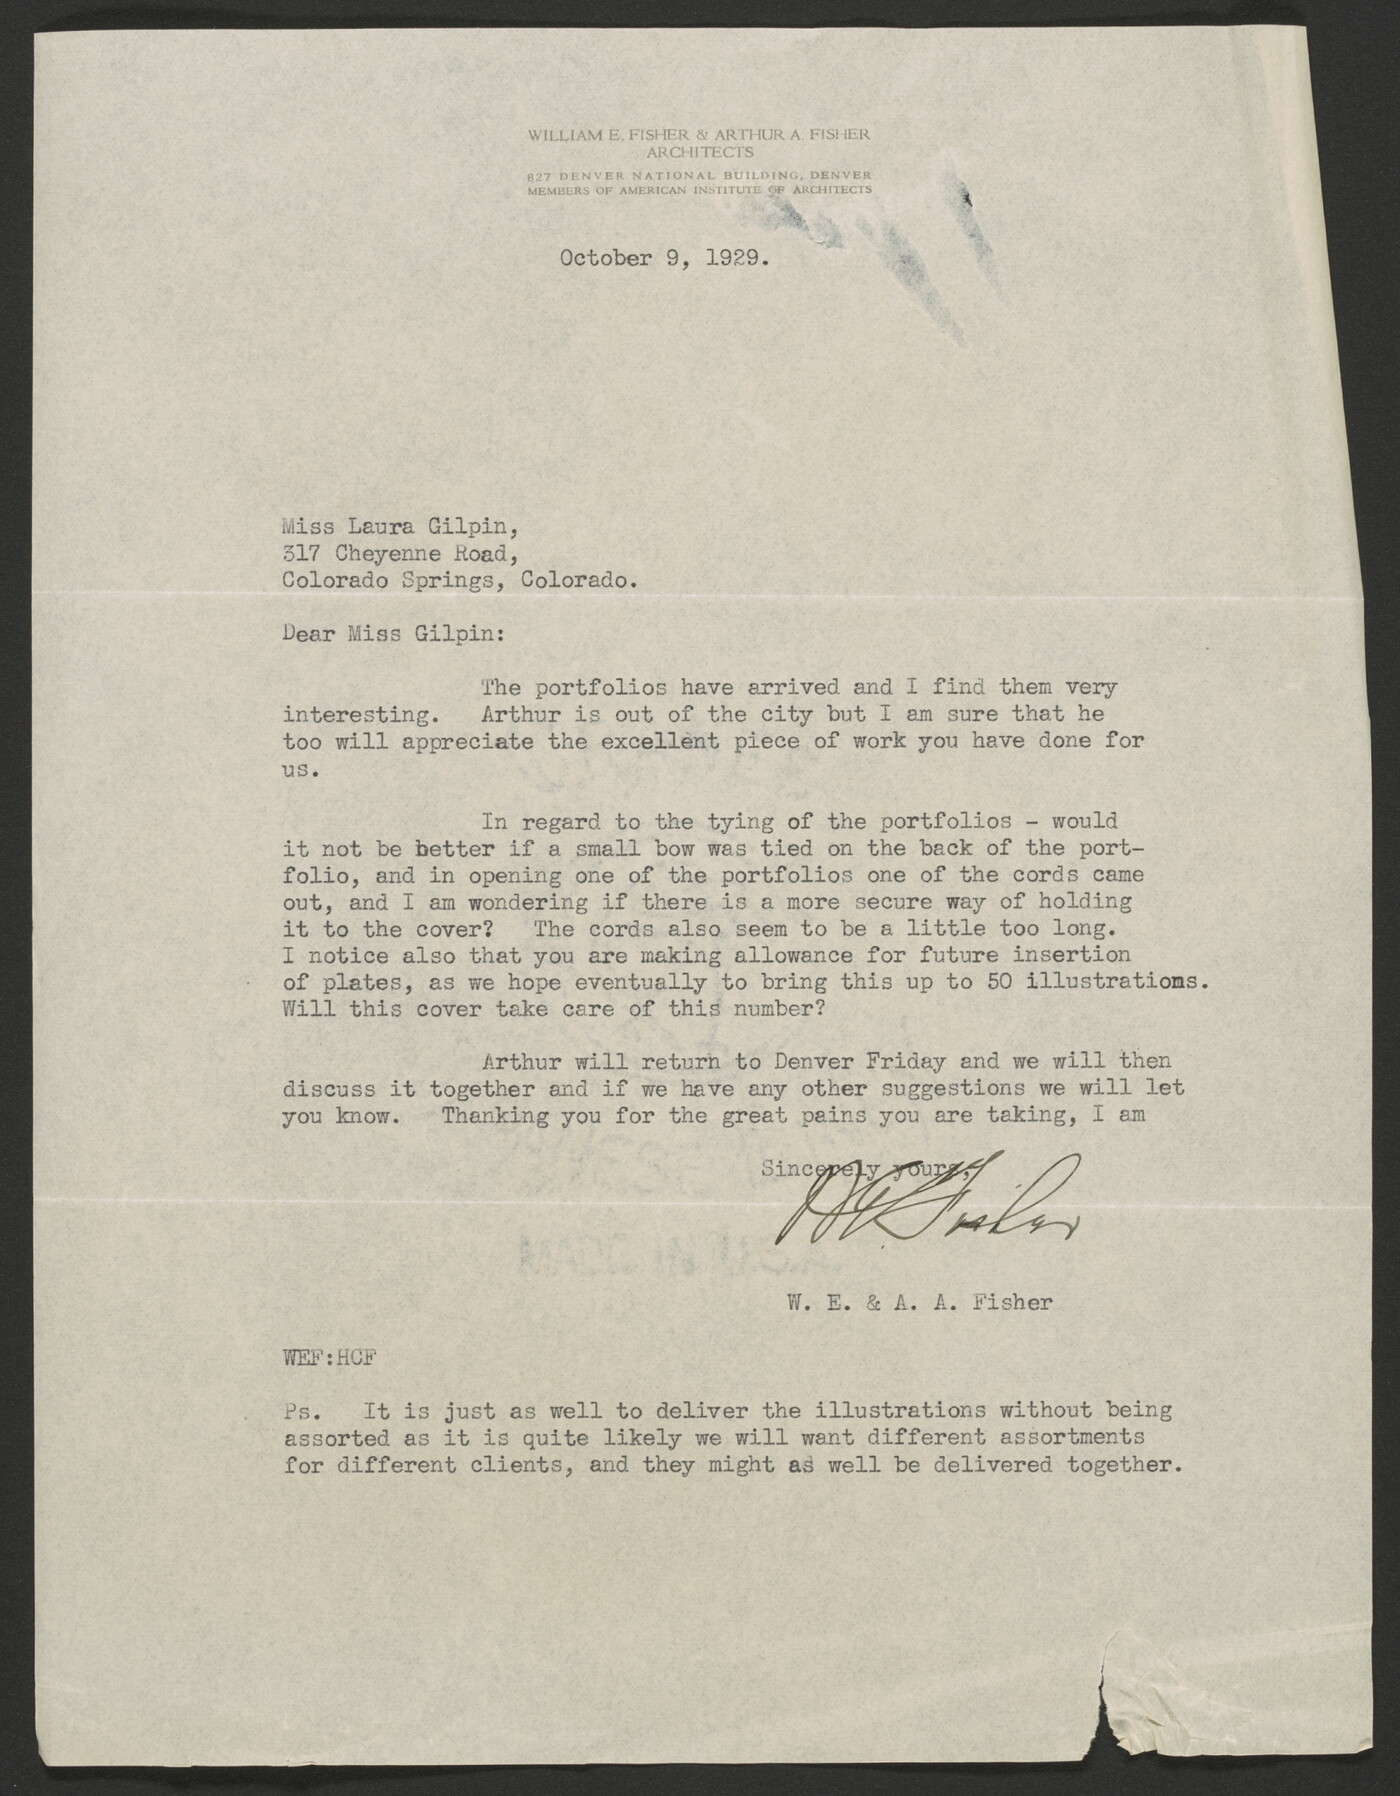 WILLIAM E. FISHER & ARTHUR A. FISHER
ARCHITECTS
827 DENVER NATIONAL BUILDING, DENVER
MEMBERS OF AMERICAN INSTITUTE OF ARCHITECTS
October 9, 1929.
Miss Laura Gilpin,
317 Cheyenne Road,
Colorado Springs, Colorado.
Dear Miss Gilpin:
The portfolios have arrived and I find them very
interesting. Arthur is out of the city but I am sure that he
too will appreciate the excellent piece of work you have done for
us.
In regard to the tying of the portfolios - would
it not be better if a small bow was tied on the back of the port-
folio, and in opening one of the portfolios one of the cords came
out, and I am wondering if there is a more secure way of holding
it to the cover? The cords also seem to be a little too long.
I notice also that you are making allowance for future insertion
of plates, as we hope eventually to bring this up to 50 illustrations.
Will this cover take care of this number?
Arthur will return to Denver Friday and we will then
discuss it together and if we have any other suggestions we will let
you know. Thanking you for the great pains you are taking, I am
Sincerely yours,
W E Fisher
W. E. & A. A. Fisher
WEF:HCF
Ps. It is just as well to deliver the illustrations without being
assorted as it is quite likely we will want different assortments
for different clients, and they might as well be delivered together.